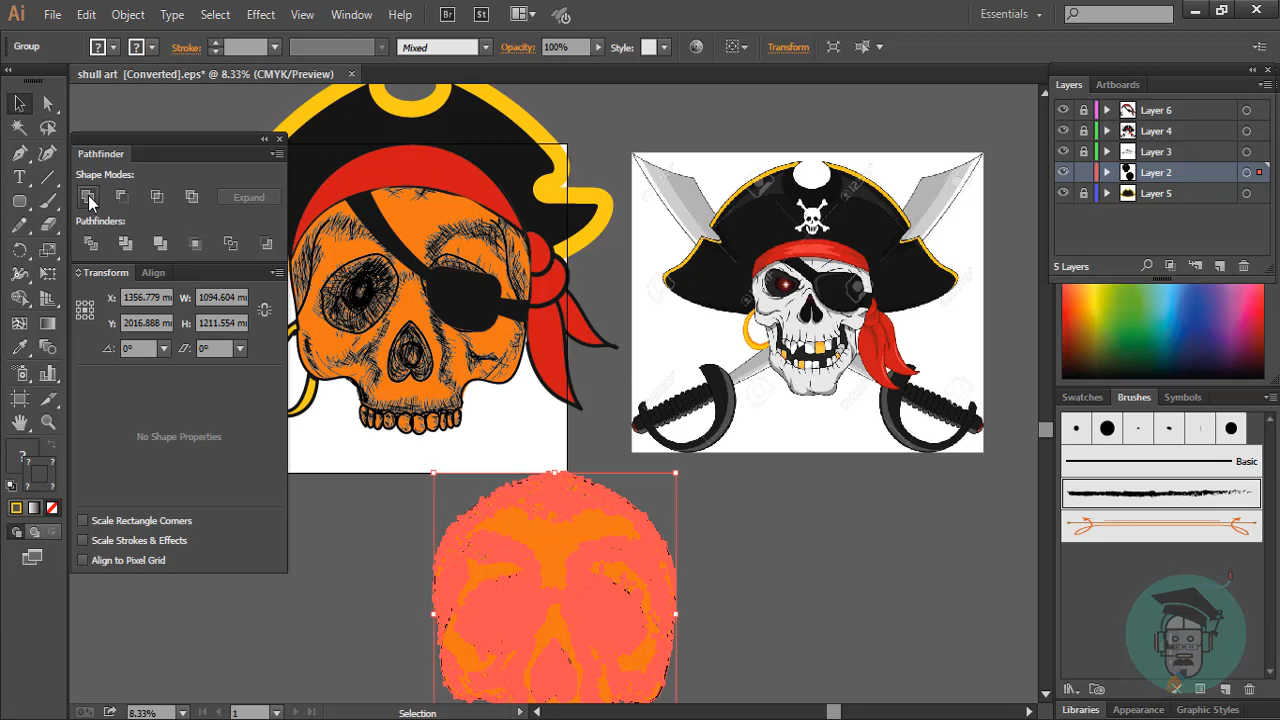 Ai File Edit Object Type Select Effect View Window Help Br St Essentials
Group Stroke: Mixed Opacity: 100% Style: Transform
shull art [Converted].eps* @ 8.33% (CMYK/Preview)
Pathfinder
Shape Modes:
Expand
Pathfinders:
Transform Align
X: 1356.779 m W: 1094.604 m
Y: 2016.888 m H: 1211.554 m
0° 0°
No Shape Properties
Scale Rectangle Corners
Scale Strokes & Effects
Align to Pixel Grid
Layers Artboards
Layer 6
Layer 4
Layer 3
Layer 2
Layer 5
5 Layers
Swatches Brushes Symbols
Basic
Libraries Appearance Graphic Styles
8.33% 1 Selection